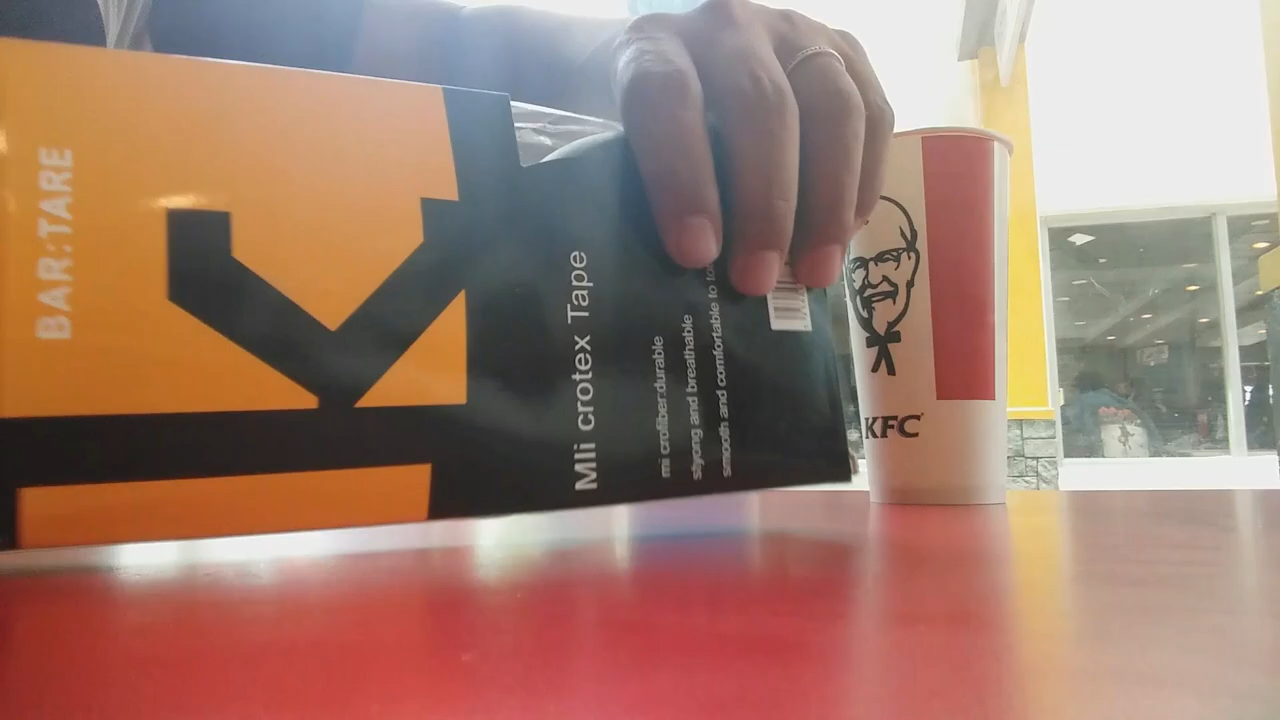 BAR:TARE
Mli crotex Tape
mi crofiber:durable
styong and breathable
smooth and comfortable to
KFC